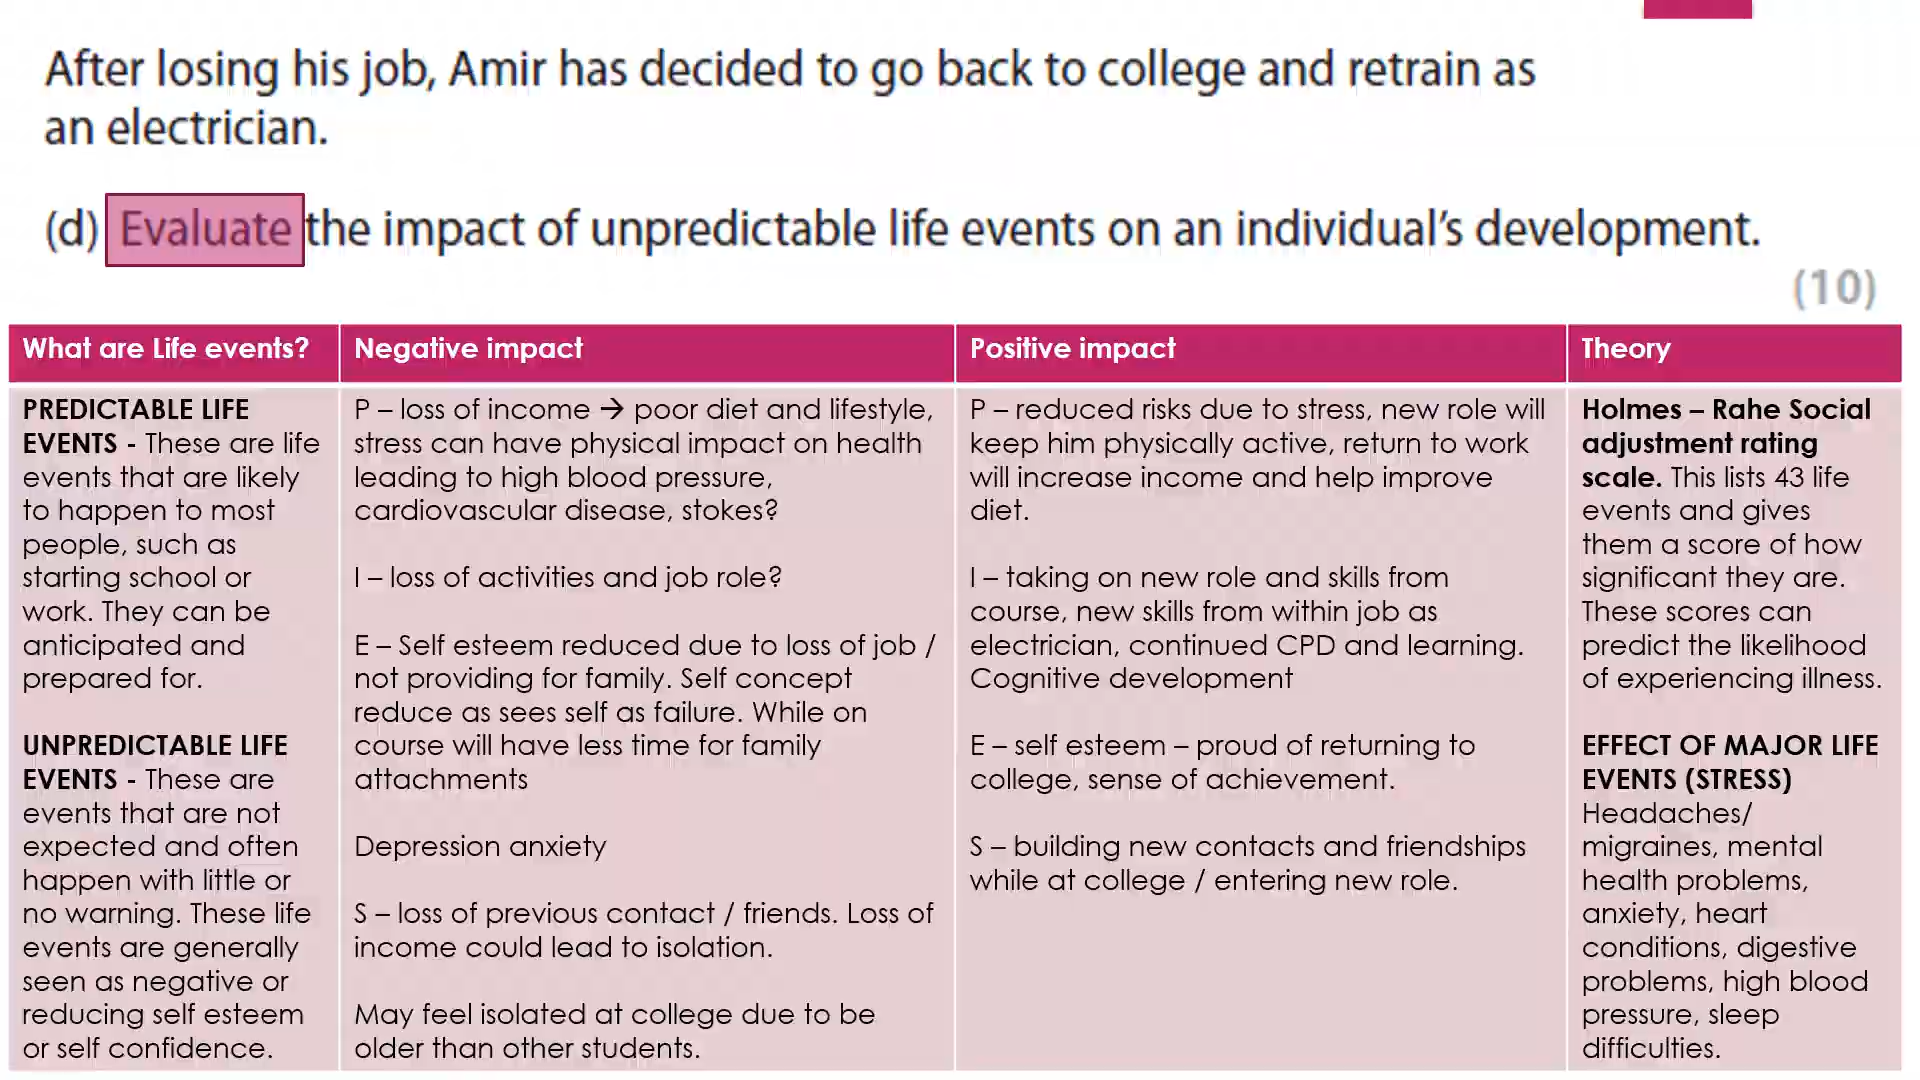 After losing his job, Amir has decided to go back to college and retrain as
an electrician.
(d) Evaluate the impact of unpredictable life events on an individual's development.
(10)
What are Life events?
PREDICTABLE LIFE
EVENTS - These are life
events that are likely
to happen to most
people, such as
starting school or
work. They can be
anticipated and
prepared for.
UNPREDICTABLE LIFE
EVENTS - These are
events that are not
expected and often
happen with little or
no warning. These life
events are generally
seen as negative or
reducing self esteem
or self confidence.
Negative impact
P – loss of income → poor diet and lifestyle,
stress can have physical impact on health
leading to high blood pressure,
cardiovascular disease, stokes?
I – loss of activities and job role?
E – Self esteem reduced due to loss of job /
not providing for family. Self concept
reduce as sees self as failure. While on
course will have less time for family
attachments
Depression anxiety
S – loss of previous contact / friends. Loss of
income could lead to isolation.
May feel isolated at college due to be
older than other students.
Positive impact
P – reduced risks due to stress, new role will
keep him physically active, return to work
will increase income and help improve
diet.
I – taking on new role and skills from
course, new skills from within job as
electrician, continued CPD and learning.
Cognitive development
E – self esteem – proud of returning to
college, sense of achievement.
S – building new contacts and friendships
while at college / entering new role.
Theory
Holmes – Rahe Social
adjustment rating
scale. This lists 43 life
events and gives
them a score of how
significant they are.
These scores can
predict the likelihood
of experiencing illness.
EFFECT OF MAJOR LIFE
EVENTS (STRESS)
Headaches/
migraines, mental
health problems,
anxiety, heart
conditions, digestive
problems, high blood
pressure, sleep
difficulties.